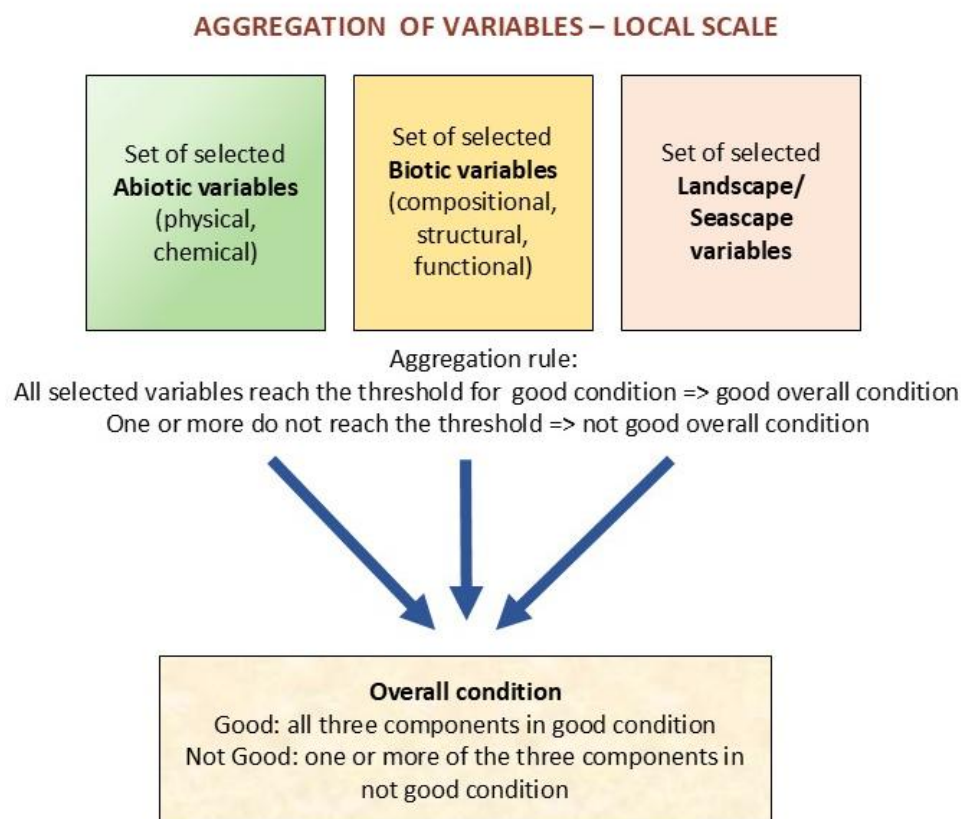 AGGREGATION OF VARIABLES – LOCAL SCALE
Set of selected
Abiotic variables
(physical,
chemical)
Set of selected
Biotic variables
(compositional,
structural,
functional)
Set of selected
Landscape/
Seascape
variables
Aggregation rule:
All selected variables reach the threshold for good condition => good overall condition
One or more do not reach the threshold => not good overall condition
Overall condition
Good: all three components in good condition
Not Good: one or more of the three components in
not good condition